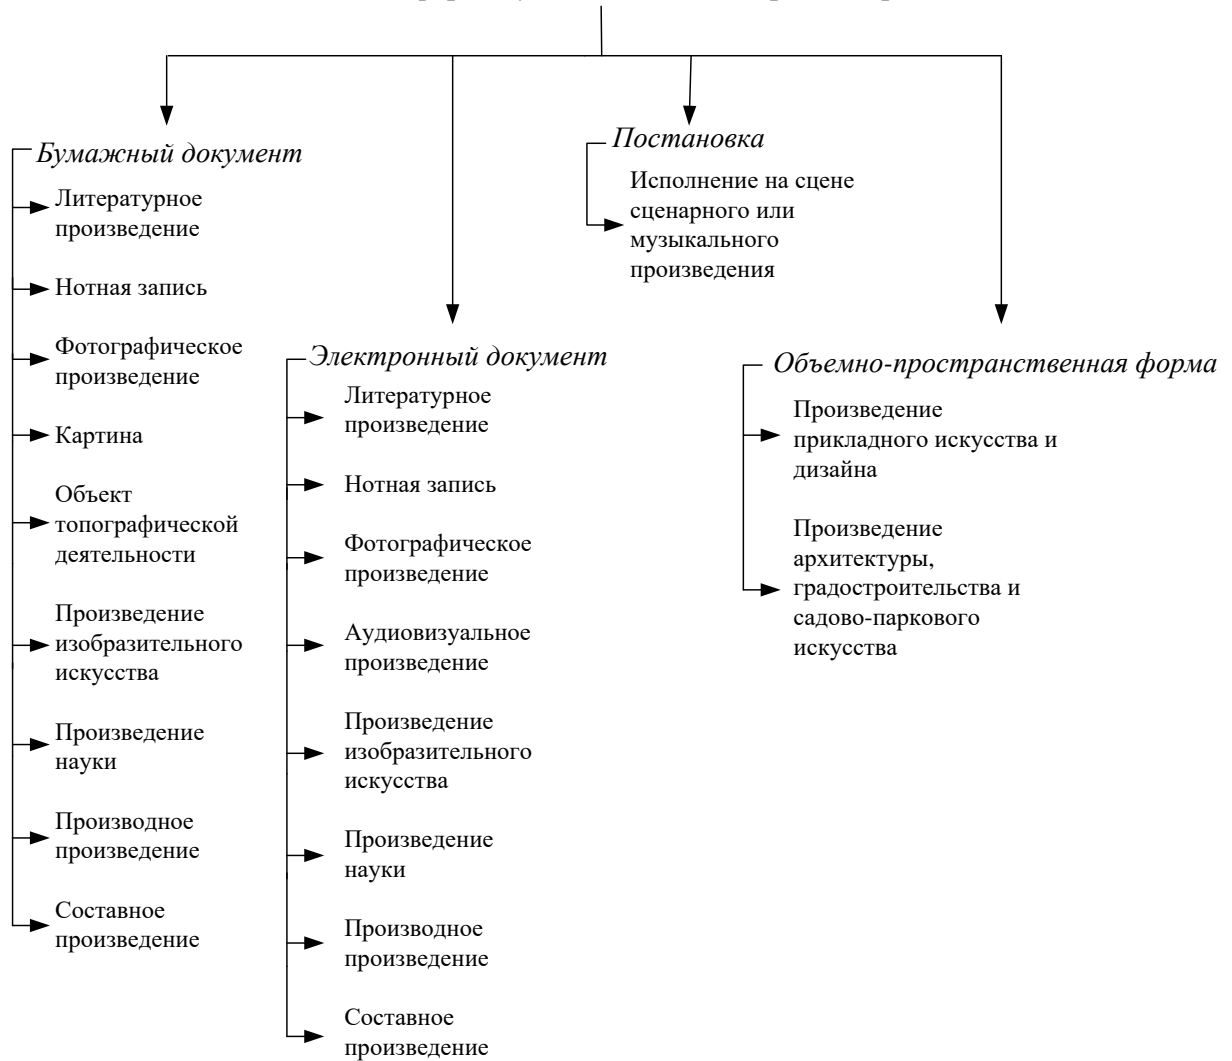 Бумажный документ
Литературное
произведение
Нотная запись
Фотографическое
произведение
Картина
Объект
топографической
деятельности
Произведение
изобразительного
искусства
Произведение
науки
Производное
произведение
Составное
произведение
Электронный документ
Литературное
произведение
Нотная запись
Фотографическое
произведение
Аудиовизуальное
произведение
Произведение
изобразительного
искусства
Произведение
науки
Производное
произведение
Составное
произведение
Постановка
Исполнение на сцене
сценарного или
музыкального
произведения
Объемно-пространственная форма
Произведение
прикладного искусства и
дизайна
Произведение
архитектуры,
градостроительства и
садово-паркового
искусства